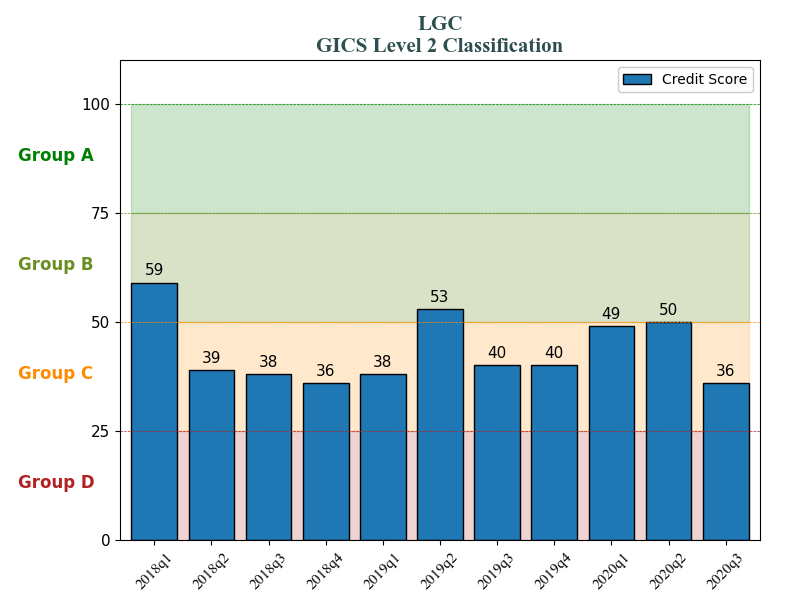 LGC
GICS Level 2 Classification
Credit Score
100
Group A
75
Group B
59
53
50
50
49
39
38
36
38
40
40
36
Group C
25
Group D
0
2018q1
2018q2
2018q3
2018q4
2019q1
2019q2
2019q3
2019q4
2020q1
2020q2
2020q3